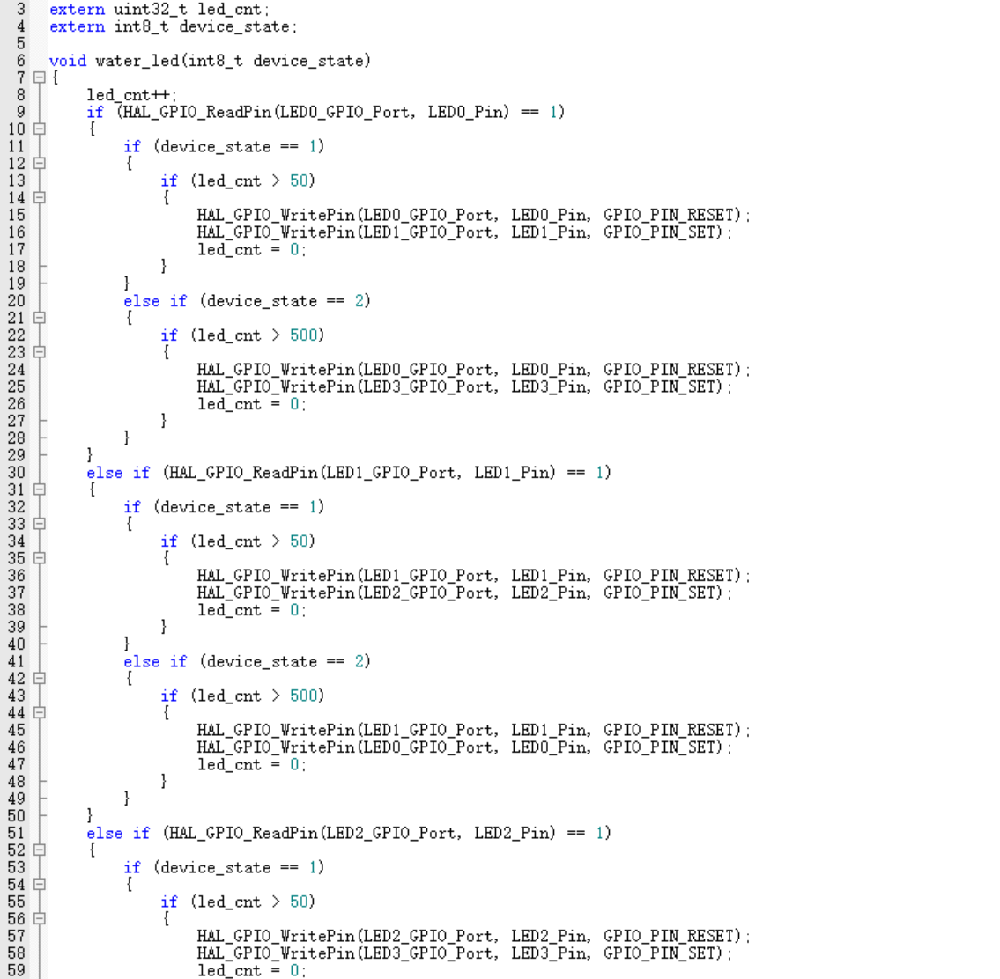 3 extern uint32_t led_cnt;
4 extern int8_t device_state;
5
6 void water_led(int8_t device_state)
7 {
8     led_cnt++;
9     if (HAL_GPIO_ReadPin(LED0_GPIO_Port, LED0_Pin) == 1)
10     {
11         if (device_state == 1)
12         {
13             if (led_cnt > 50)
14             {
15                 HAL_GPIO_WritePin(LED0_GPIO_Port, LED0_Pin, GPIO_PIN_RESET);
16                 HAL_GPIO_WritePin(LED1_GPIO_Port, LED1_Pin, GPIO_PIN_SET);
17                 led_cnt = 0;
18             }
19         }
20         else if (device_state == 2)
21         {
22             if (led_cnt > 500)
23             {
24                 HAL_GPIO_WritePin(LED0_GPIO_Port, LED0_Pin, GPIO_PIN_RESET);
25                 HAL_GPIO_WritePin(LED3_GPIO_Port, LED3_Pin, GPIO_PIN_SET);
26                 led_cnt = 0;
27             }
28         }
29     }
30     else if (HAL_GPIO_ReadPin(LED1_GPIO_Port, LED1_Pin) == 1)
31     {
32         if (device_state == 1)
33         {
34             if (led_cnt > 50)
35             {
36                 HAL_GPIO_WritePin(LED1_GPIO_Port, LED1_Pin, GPIO_PIN_RESET);
37                 HAL_GPIO_WritePin(LED2_GPIO_Port, LED2_Pin, GPIO_PIN_SET);
38                 led_cnt = 0;
39             }
40         }
41         else if (device_state == 2)
42         {
43             if (led_cnt > 500)
44             {
45                 HAL_GPIO_WritePin(LED1_GPIO_Port, LED1_Pin, GPIO_PIN_RESET);
46                 HAL_GPIO_WritePin(LED0_GPIO_Port, LED0_Pin, GPIO_PIN_SET);
47                 led_cnt = 0;
48             }
49         }
50     }
51     else if (HAL_GPIO_ReadPin(LED2_GPIO_Port, LED2_Pin) == 1)
52     {
53         if (device_state == 1)
54         {
55             if (led_cnt > 50)
56             {
57                 HAL_GPIO_WritePin(LED2_GPIO_Port, LED2_Pin, GPIO_PIN_RESET);
58                 HAL_GPIO_WritePin(LED3_GPIO_Port, LED3_Pin, GPIO_PIN_SET);
59                 led_cnt = 0;